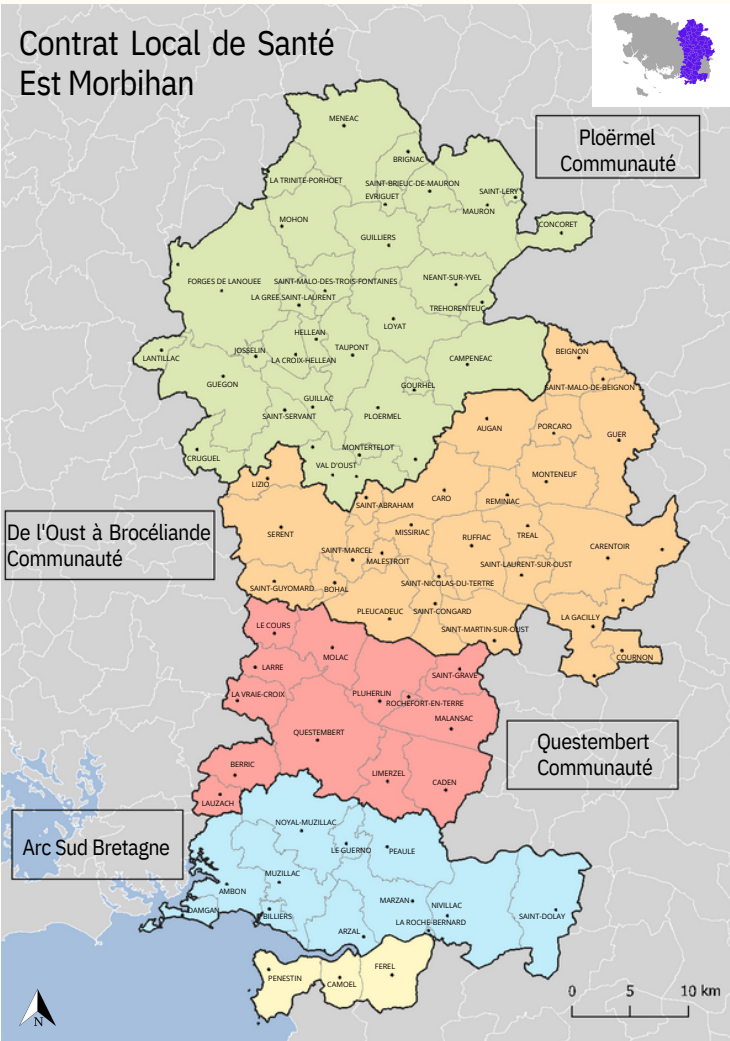 Contrat Local de Santé
Est Morbihan
Ploërmel
Communauté
MENEAC
BRIGNAC
LA TRINITE-PORHOET
SAINT-BRIEUC-DE-MAURON
EVRIGUET
SAINT-LERY
MAURON
MOHON
CONCORET
GUILLIERS
FORGES DE LANOUEE
SAINT-MALO-DES-TROIS-FONTAINES
NEANT-SUR-YVEL
LA GREE-SAINT-LAURENT
TREHORENTEUC
LOYAT
HELLEAN
LANTILLAC
JOSSELIN
TAUPONT
LA CROIX-HELLEAN
CAMPENEAC
BEIGNON
GUEGON
GOURHEL
SAINT-MALO-DE-BEIGNON
GUILLAC
SAINT-SERVANT
PLOERMEL
AUGAN
PORCARO
GUER
CRUGUEL
MONTERTELOT
VAL D'OUST
MONTENEUF
LIZIO
CARO
SAINT-ABRAHAM
REMINIAC
De l'Oust à Brocéliande
Communauté
SERENT
MISSIRIAC
RUFFIAC
TREAL
CARENTOIR
SAINT-MARCEL
MALESTROIT
SAINT-LAURENT-SUR-OUST
SAINT-GUYOMARD
BOHAL
SAINT-NICOLAS-DU-TERTRE
PLEUCADEUC
SAINT-CONGARD
LA GACILLY
LE COURS
SAINT-MARTIN-SUR-OUST
MOLAC
COURNON
LARRE
SAINT-GRAVE
LA VRAIE-CROIX
PLUHERLIN
ROCHEFORT-EN-TERRE
MALANSAC
QUESTEMBERT
Questembert
Communauté
BERRIC
LIMERZEL
CADEN
LAUZACH
Arc Sud Bretagne
NOYAL-MUZILLAC
LE GUERNO
PEAULE
MUZILLAC
AMBON
MARZAN
NIVILLAC
DAMGAN
BILLIERS
LA ROCHE-BERNARD
SAINT-DOLAY
ARZAL
PENESTIN
CAMOEL
FEREL
0 5 10 km
N